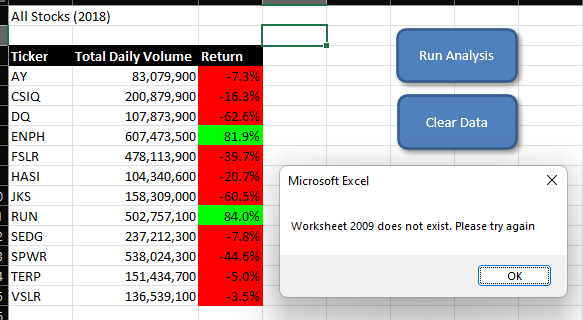 All Stocks (2018)
Ticker Total Daily Volume Return
AY 83,079,900 -7.3%
CSIQ 200,879,900 -16.3%
DQ 107,873,900 -62.6%
ENPH 607,473,500 81.9%
FSLR 478,113,900 -39.7%
HASI 104,340,600 -20.7%
JKS 158,309,000 -60.5%
RUN 502,757,100 84.0%
SEDG 237,212,300 -7.8%
SPWR 538,024,300 -44.6%
TERP 151,434,700 -5.0%
VSLR 136,539,100 -3.5%
Run Analysis
Clear Data
Microsoft Excel
Worksheet 2009 does not exist. Please try again
OK